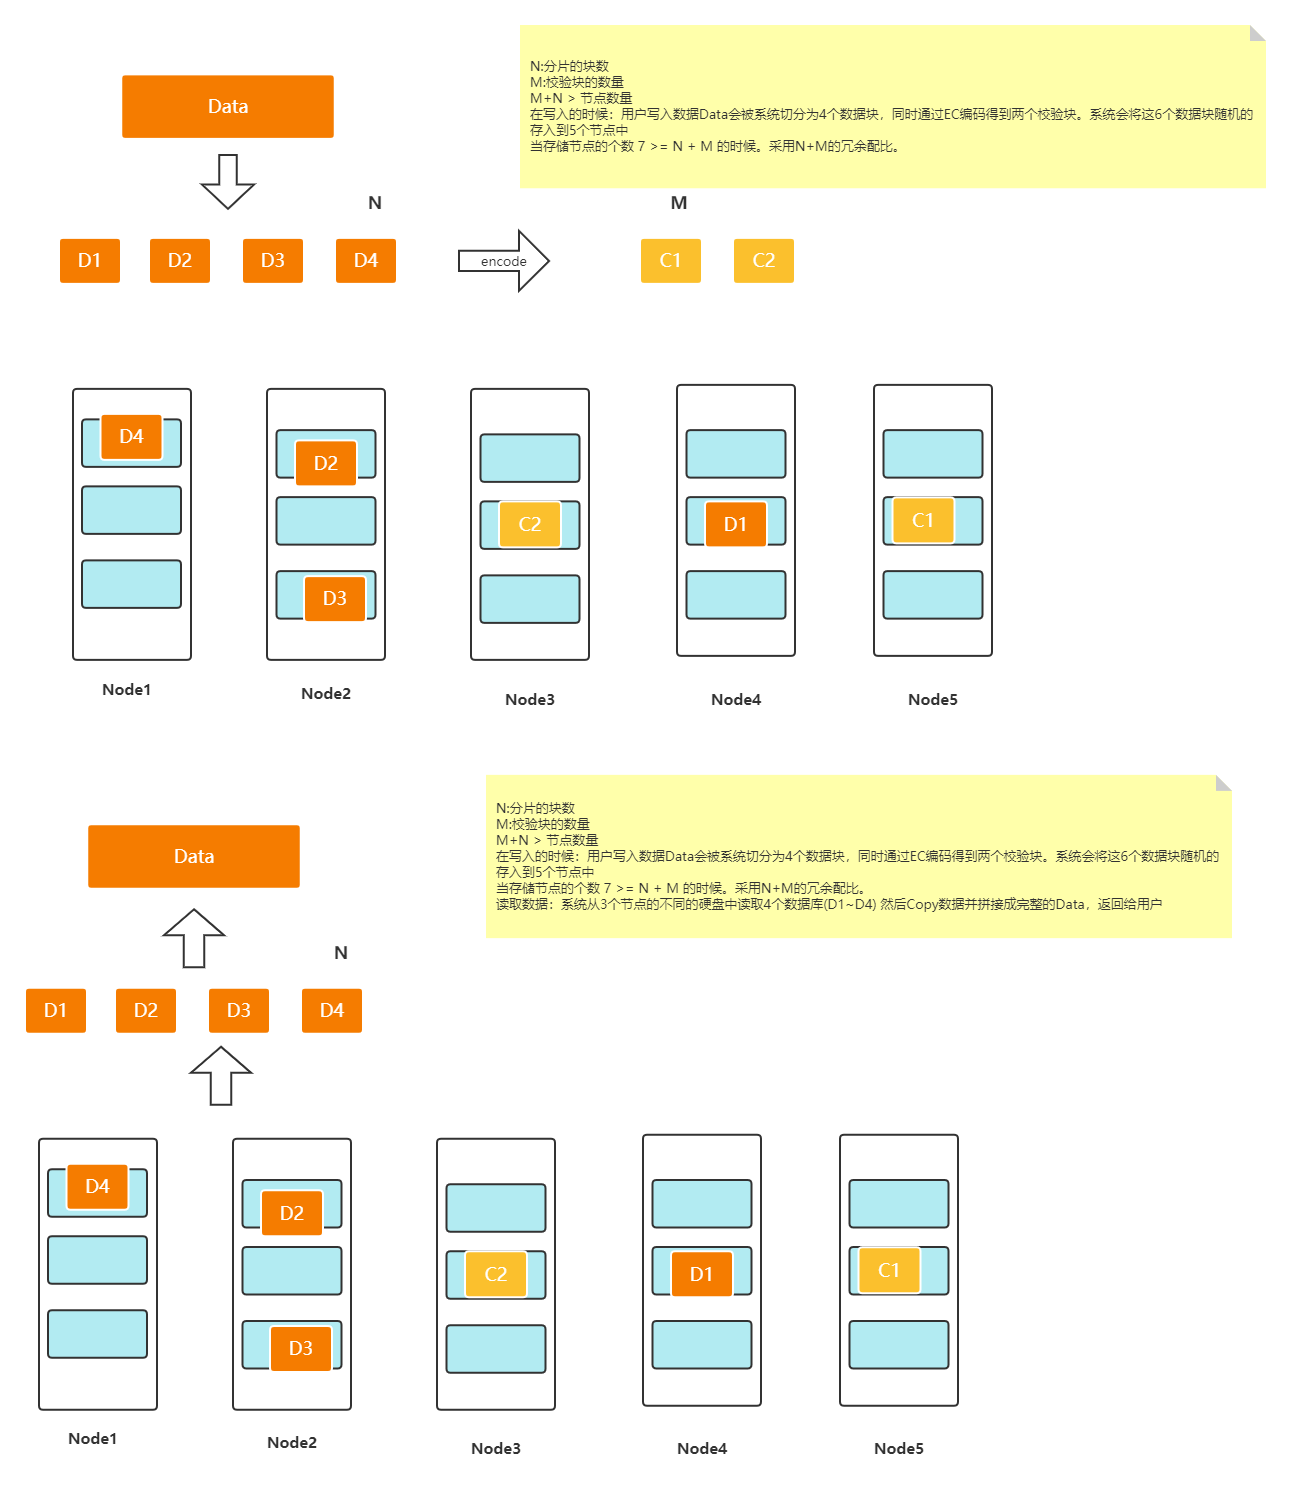 N:分片的块数
M:校验块的数量
M+N > 节点数量
在写入的时候：用户写入数据Data会被系统切分为4个数据块，同时通过EC编码得到两个校验块。系统会将这6个数据块随机的
存入到5个节点中
当存储节点的个数 7 >= N + M 的时候。采用N+M的冗余配比。
Data
N
M
D1
D2
D3
D4
encode
C1
C2
D4
D2
C2
D1
C1
D3
Node1
Node2
Node3
Node4
Node5
N:分片的块数
M:校验块的数量
M+N > 节点数量
在写入的时候：用户写入数据Data会被系统切分为4个数据块，同时通过EC编码得到两个校验块。系统会将这6个数据块随机的
存入到5个节点中
当存储节点的个数 7 >= N + M 的时候。采用N+M的冗余配比。
读取数据：系统从3个节点的不同的硬盘中读取4个数据库(D1~D4) 然后Copy数据并拼接成完整的Data，返回给用户
Data
N
D1
D2
D3
D4
D4
D2
C2
D1
C1
D3
Node1
Node2
Node3
Node4
Node5